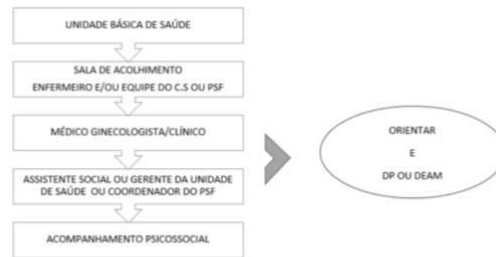 UNIDADE BÁSICA DE SAÚDE
SALA DE ACOLHIMENTO
ENFERMEIRO E/OU EQUIPE DO C.S OU PSF
MÉDICO GINECOLOGISTA/CLÍNICO
ASSISTENTE SOCIAL OU GERENTE DA UNIDADE
DE SAÚDE OU COORDENADOR DO PSF
ACOMPANHAMENTO PSICOSSOCIAL
ORIENTAR
E
DP OU DEAM